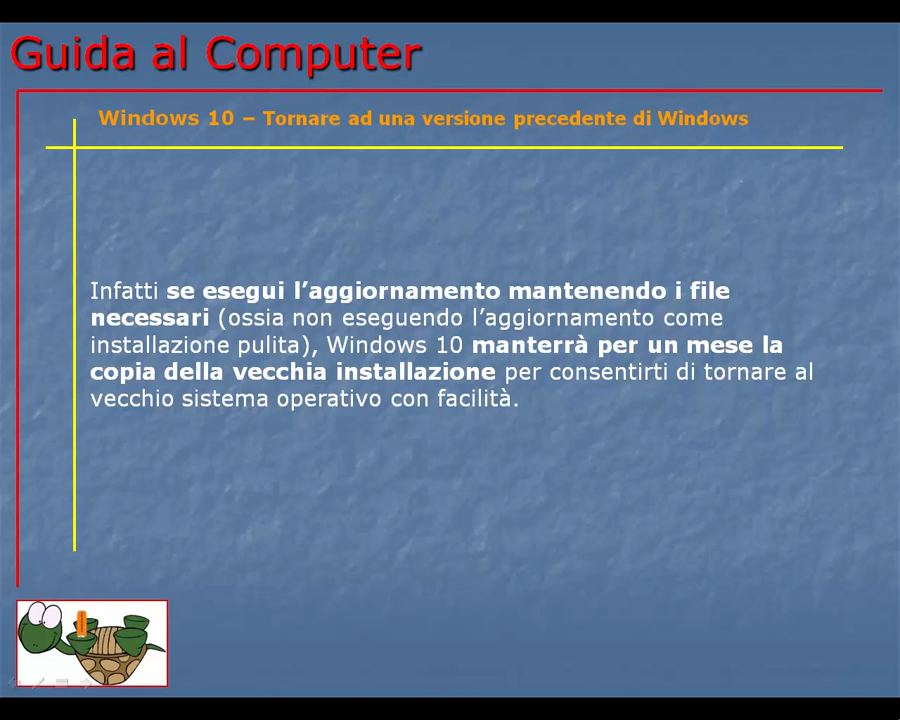 Guida al Computer
Windows 10 – Tornare ad una versione precedente di Windows
Infatti se esegui l’aggiornamento mantenendo i file
necessari (ossia non eseguendo l’aggiornamento come
installazione pulita), Windows 10 manterrà per un mese la
copia della vecchia installazione per consentirti di tornare al
vecchio sistema operativo con facilità.